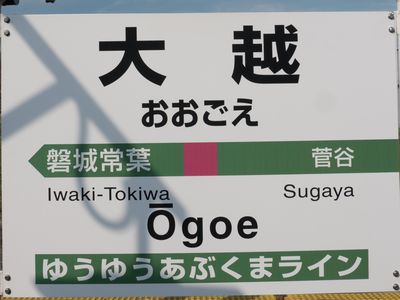 大越
おおごえ
磐城常葉 菅谷
Iwaki-Tokiwa Sugaya
Ōgoe
ゆうゆうあぶくまライン